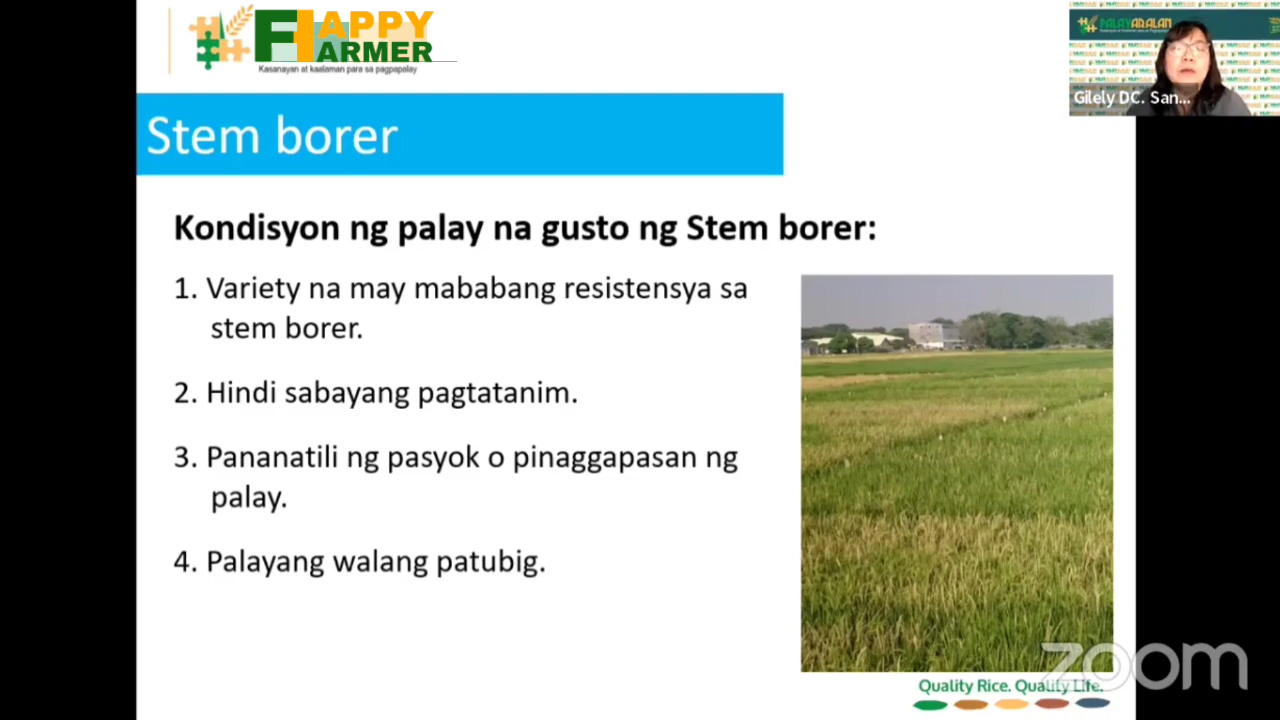 HAPPY
FARMER
Kasanayan at kaalaman para sa pagpapalay
PALAYARALAN
Gilely DC. San...
Stem borer
Kondisyon ng palay na gusto ng Stem borer:
1. Variety na may mababang resistensya sa
stem borer.
2. Hindi sabayang pagtatanim.
3. Pananatili ng pasyok o pinaggapasan ng
palay.
4. Palayang walang patubig.
zoom
Quality Rice. Quality Life.